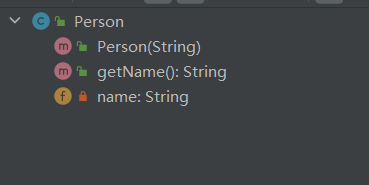 Person
Person(String)
getName(): String
name: String